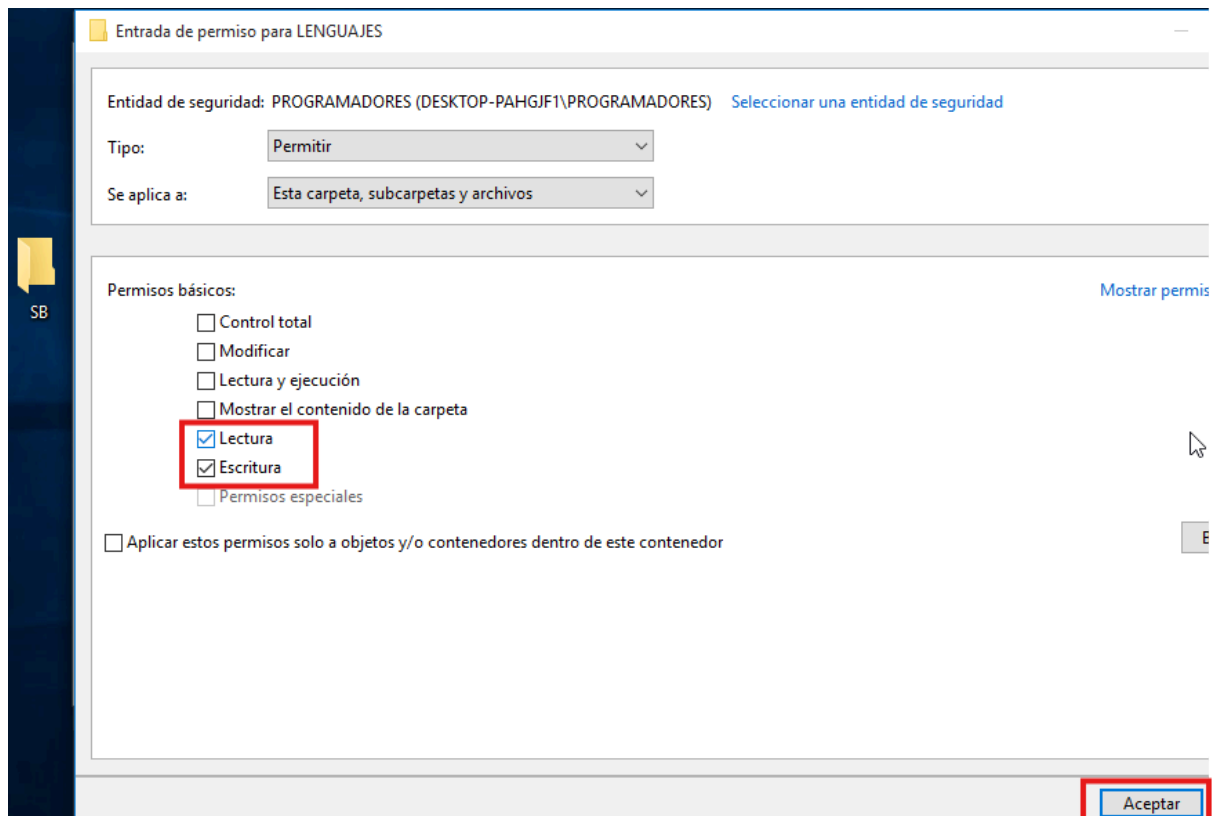 Entrada de permiso para LENGUAJES
Entidad de seguridad: PROGRAMADORES (DESKTOP-PAHGJF1\PROGRAMADORES) Seleccionar una entidad de seguridad
Tipo: Permitir
Se aplica a: Esta carpeta, subcarpetas y archivos
SB
Permisos básicos: Mostrar permis
Control total
Modificar
Lectura y ejecución
Mostrar el contenido de la carpeta
Lectura
Escritura
Permisos especiales
Aplicar estos permisos solo a objetos y/o contenedores dentro de este contenedor
Aceptar